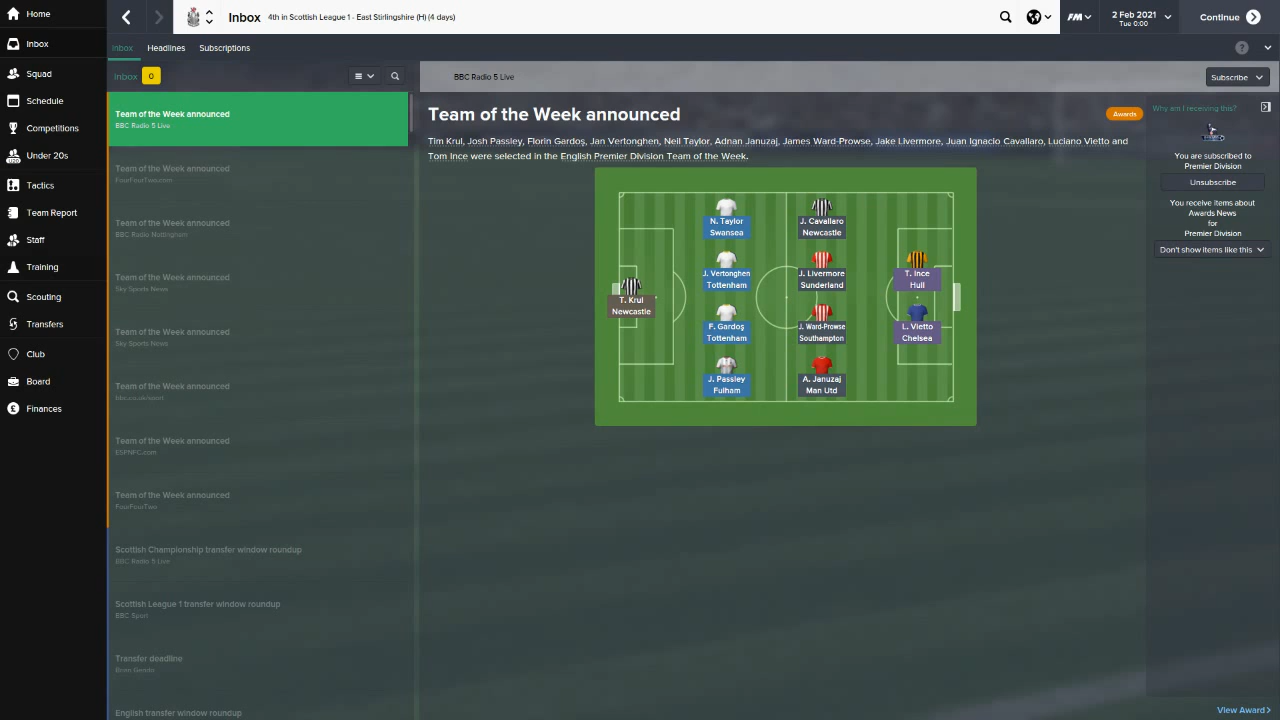 Home
Inbox
Squad
Schedule
Competitions
Under 20s
Tactics
Team Report
Staff
Training
Scouting
Transfers
Club
Board
Finances
Inbox 4th in Scottish League 1 - East Stirlingshire (H) (4 days)
FM
2 Feb 2021
Tue 0:00
Continue
Inbox Headlines Subscriptions
Inbox 0
Team of the Week announced
BBC Radio 5 Live
Team of the Week announced
FourFourTwo.com
Team of the Week announced
BBC Radio Nottingham
Team of the Week announced
Sky Sports News
Team of the Week announced
Sky Sports News
Team of the Week announced
bbc.co.uk/sport
Team of the Week announced
ESPNFC.com
Team of the Week announced
FourFourTwo
Scottish Championship transfer window roundup
BBC Radio 5 Live
Scottish League 1 transfer window roundup
BBC Sport
Transfer deadline
English transfer window roundup
BBC Radio 5 Live
Subscribe
Team of the Week announced
Awards
Tim Krul, Josh Passley, Florin Gardoş, Jan Vertonghen, Neil Taylor, Adnan Januzaj, James Ward-Prowse, Jake Livermore, Juan Ignacio Cavallaro, Luciano Vietto and
Tom Ince were selected in the English Premier Division Team of the Week.
N. Taylor
Swansea
J. Cavallaro
Newcastle
J. Vertonghen
Tottenham
J. Livermore
Sunderland
T. Ince
Hull
T. Krul
Newcastle
F. Gardoş
Tottenham
J. Ward-Prowse
Southampton
L. Vietto
Chelsea
J. Passley
Fulham
A. Januzaj
Man Utd
Why am I receiving this?
You are subscribed to
Premier Division
Unsubscribe
You receive items about
Awards News
for
Premier Division
Don't show items like this
View Award